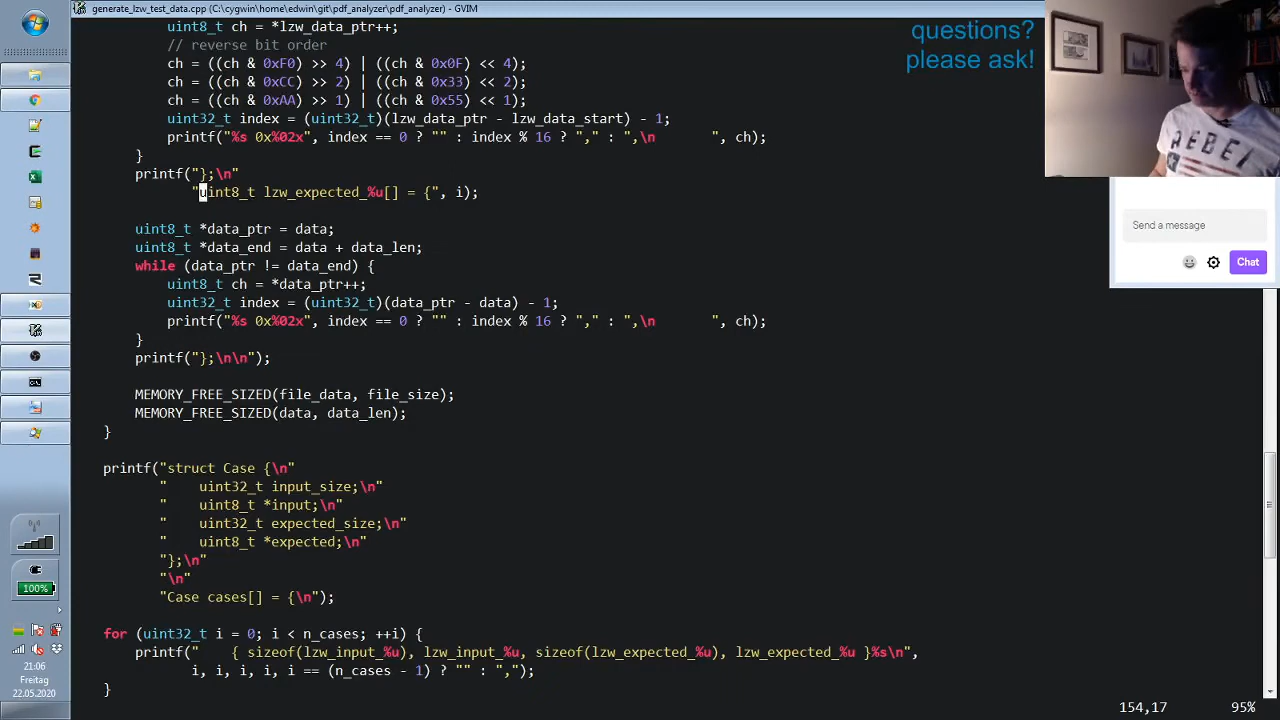 generate_lzw_test_data.cpp (C:\cygwin\home\edwin\git\pdf_analyzer\pdf_analyzer) - GVIM
uint8_t ch = *lzw_data_ptr++;
// reverse bit order
ch = ((ch & 0xF0) >> 4) | ((ch & 0x0F) << 4);
ch = ((ch & 0xCC) >> 2) | ((ch & 0x33) << 2);
ch = ((ch & 0xAA) >> 1) | ((ch & 0x55) << 1);
uint32_t index = (uint32_t)(lzw_data_ptr - lzw_data_start) - 1;
printf("%s 0x%02x", index == 0 ? "" : index % 16 ? "," : ",\n       ", ch);
}
printf("};\n"
"uint8_t lzw_expected_%u[] = {", i);
uint8_t *data_ptr = data;
uint8_t *data_end = data + data_len;
while (data_ptr != data_end) {
uint8_t ch = *data_ptr++;
uint32_t index = (uint32_t)(data_ptr - data) - 1;
printf("%s 0x%02x", index == 0 ? "" : index % 16 ? "," : ",\n       ", ch);
}
printf("};\n\n");
MEMORY_FREE_SIZED(file_data, file_size);
MEMORY_FREE_SIZED(data, data_len);
}
printf("struct Case {\n"
"    uint32_t input_size;\n"
"    uint8_t *input;\n"
"    uint32_t expected_size;\n"
"    uint8_t *expected;\n"
"};\n"
"\n"
"Case cases[] = {\n");
for (uint32_t i = 0; i < n_cases; ++i) {
printf("    { sizeof(lzw_input_%u), lzw_input_%u, sizeof(lzw_expected_%u), lzw_expected_%u }%s\n",
i, i, i, i, i == (n_cases - 1) ? "" : ",");
}
154,17 95%
questions?
please ask!
REBEL
Send a message
Chat
100%
21:06
Freitag
22.05.2020